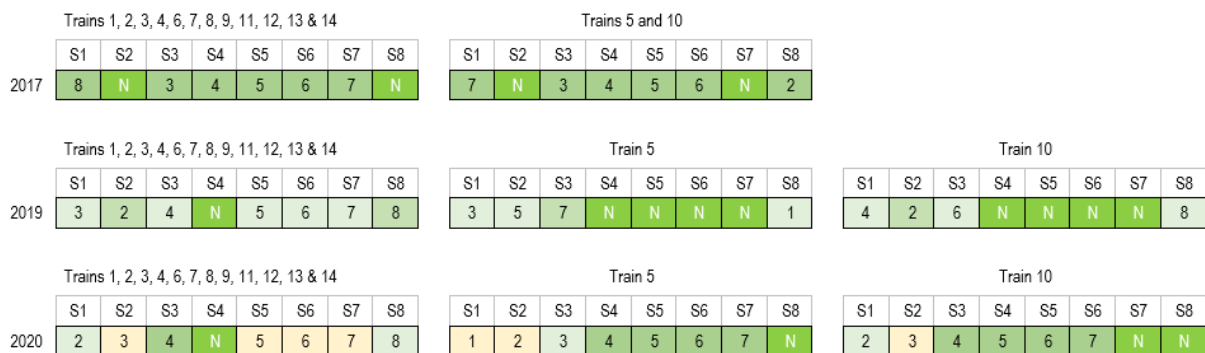 Trains 1, 2, 3, 4, 6, 7, 8, 9, 11, 12, 13 & 14 Trains 5 and 10
S1 S2 S3 S4 S5 S6 S7 S8 S1 S2 S3 S4 S5 S6 S7 S8
2017 8 N 3 4 5 6 7 N 7 N 3 4 5 6 N 2
Trains 1, 2, 3, 4, 6, 7, 8, 9, 11, 12, 13 & 14 Train 5 Train 10
S1 S2 S3 S4 S5 S6 S7 S8 S1 S2 S3 S4 S5 S6 S7 S8 S1 S2 S3 S4 S5 S6 S7 S8
2019 3 2 4 N 5 6 7 8 3 5 7 N N N N 1 4 2 6 N N N N 8
Trains 1, 2, 3, 4, 6, 7, 8, 9, 11, 12, 13 & 14 Train 5 Train 10
S1 S2 S3 S4 S5 S6 S7 S8 S1 S2 S3 S4 S5 S6 S7 S8 S1 S2 S3 S4 S5 S6 S7 S8
2020 2 3 4 N 5 6 7 8 1 2 3 4 5 6 7 N 2 3 4 5 6 7 N N